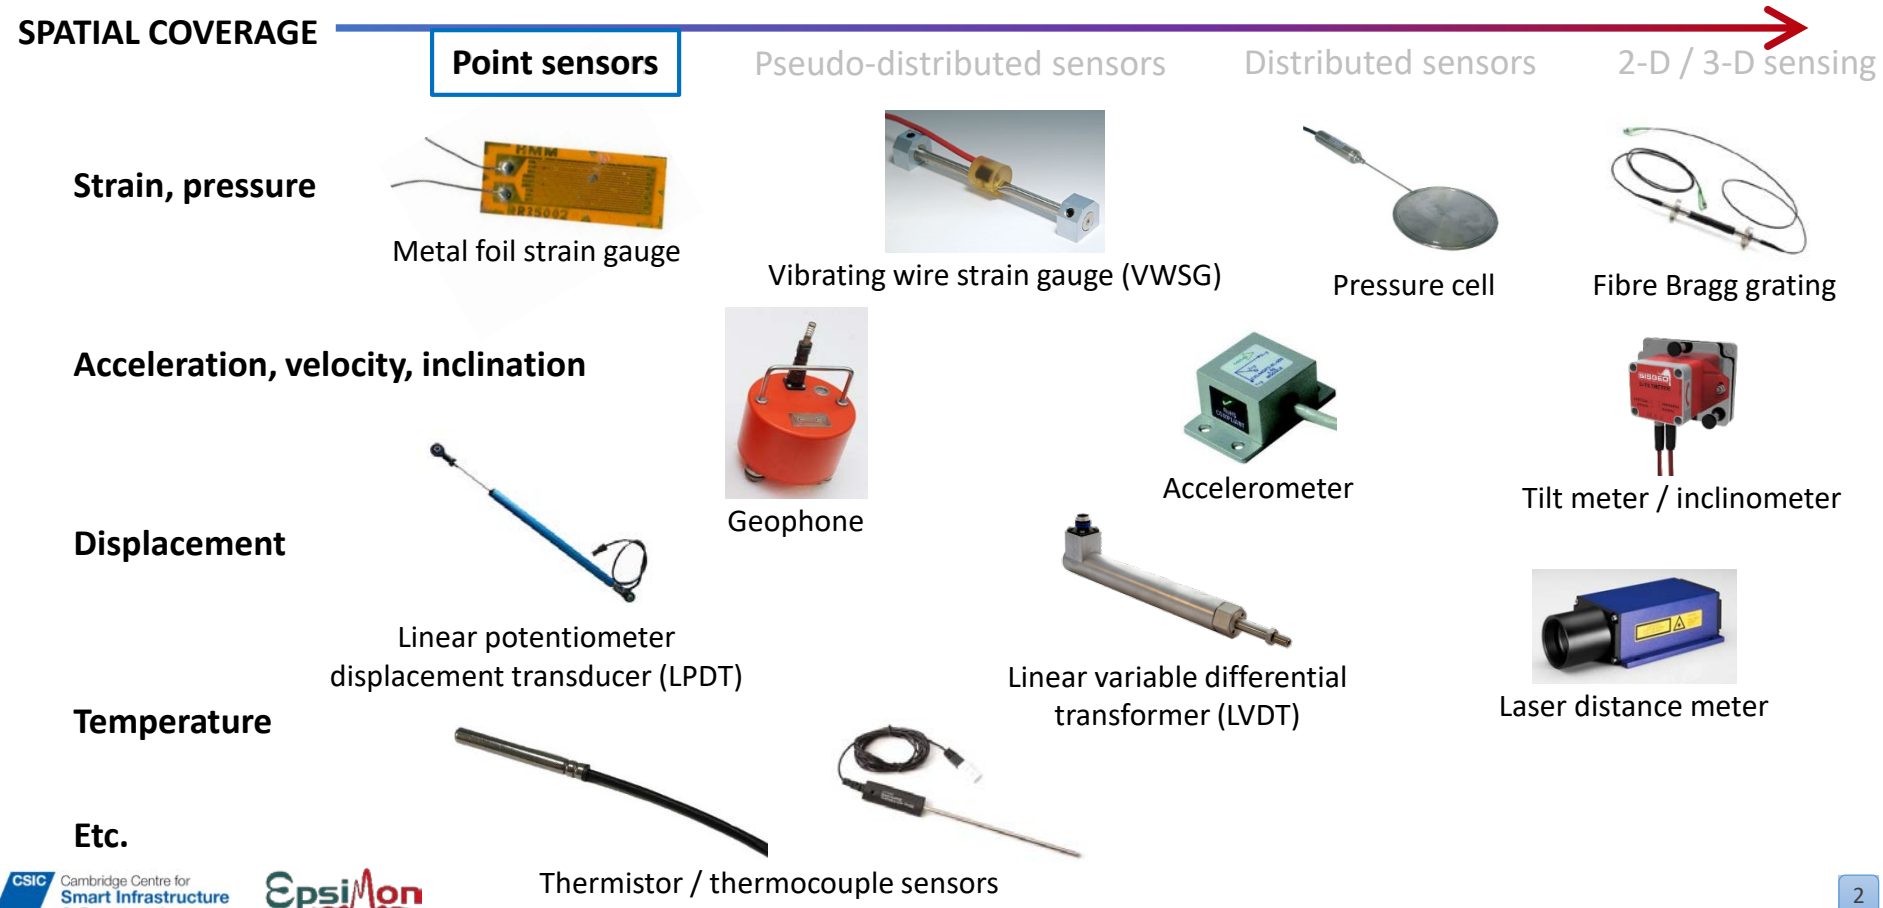 SPATIAL COVERAGE
Point sensors
Pseudo-distributed sensors
Distributed sensors
2-D / 3-D sensing
Strain, pressure
Metal foil strain gauge
Vibrating wire strain gauge (VWSG)
Pressure cell
Fibre Bragg grating
Acceleration, velocity, inclination
Geophone
Accelerometer
SISGEO
Tilt meter / inclinometer
Displacement
Linear potentiometer
displacement transducer (LPDT)
Linear variable differential
transformer (LVDT)
Laser distance meter
Temperature
Thermistor / thermocouple sensors
Etc.
CSIC
Cambridge Centre for
Smart Infrastructure
EpsiMon
2